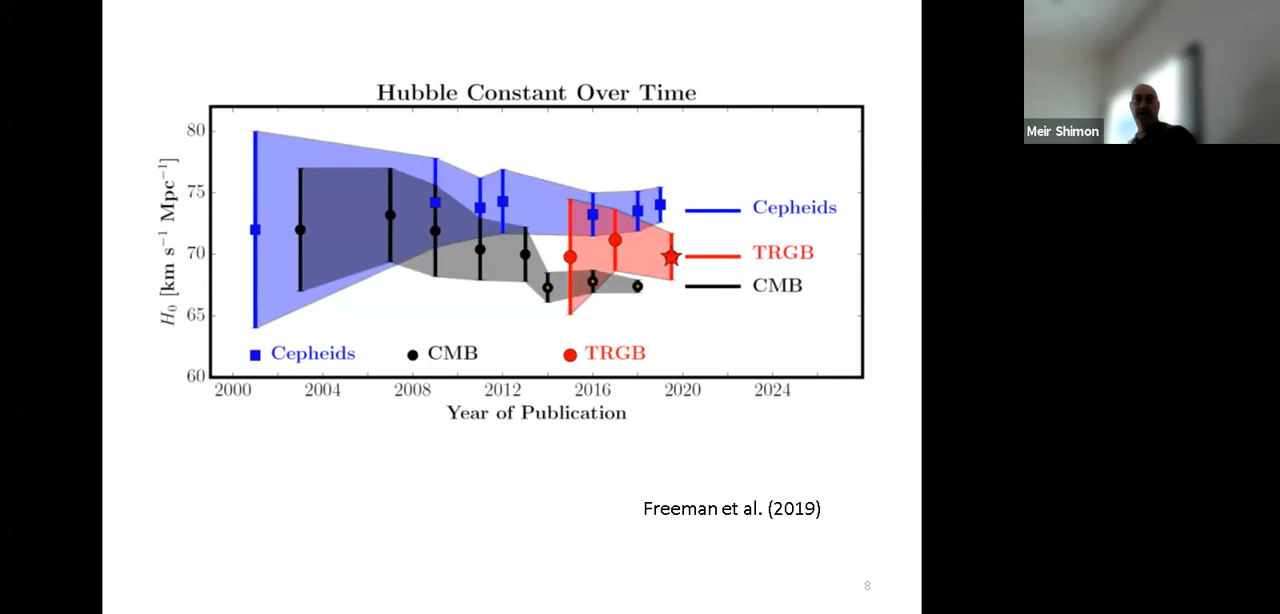 Hubble Constant Over Time
80
75
70
65
60
H₀ [km s⁻¹ Mpc⁻¹]
Cepheids
TRGB
CMB
Cepheids
CMB
TRGB
2000 2004 2008 2012 2016 2020 2024
Year of Publication
Freeman et al. (2019)
8
Meir Shimon